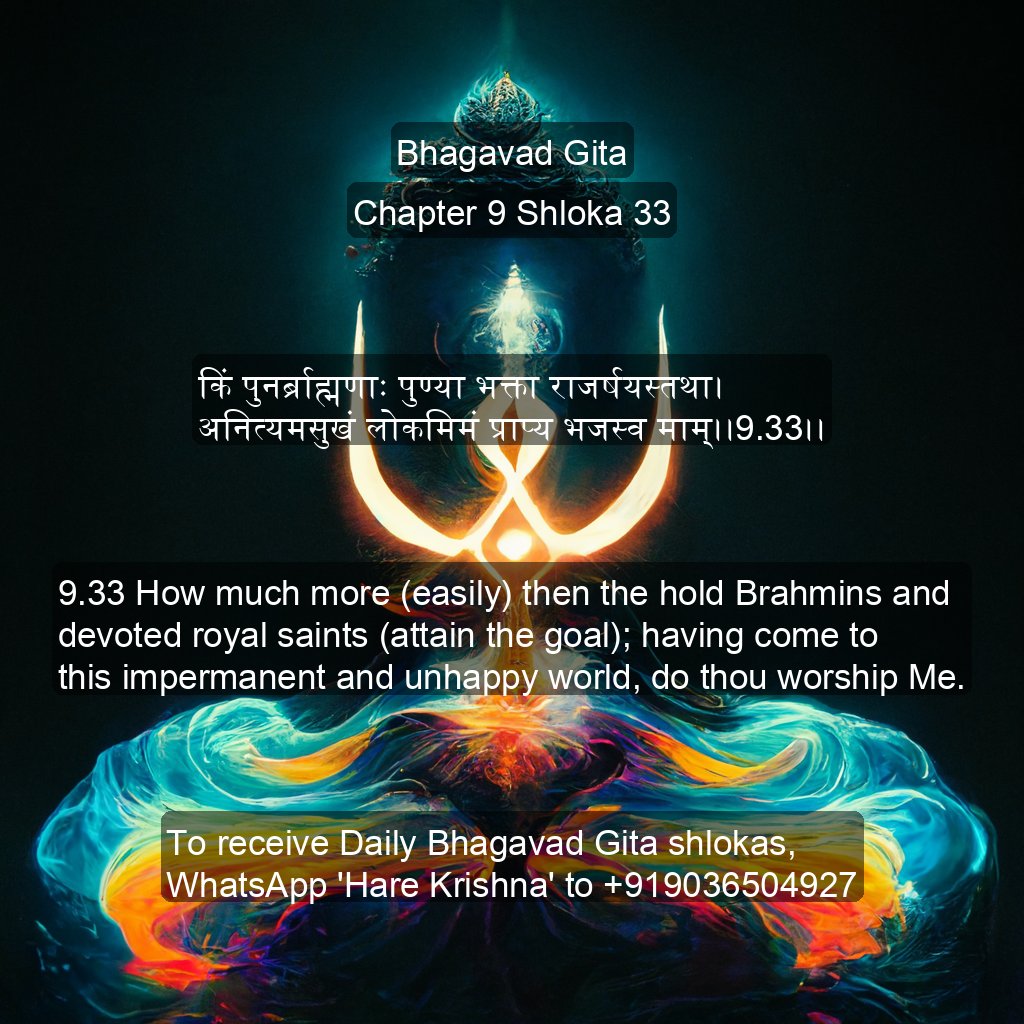 Bhagavad Gita
Chapter 9 Shloka 33
किं पुनर्ब्राह्मणाः पुण्या भक्ता राजर्षयस्तथा।
अनित्यमसुखं लोकमिमं प्राप्य भजस्व माम्।।9.33।।
9.33 How much more (easily) then the hold Brahmins and
devoted royal saints (attain the goal); having come to
this impermanent and unhappy world, do thou worship Me.
To receive Daily Bhagavad Gita shlokas,
WhatsApp 'Hare Krishna' to +919036504927